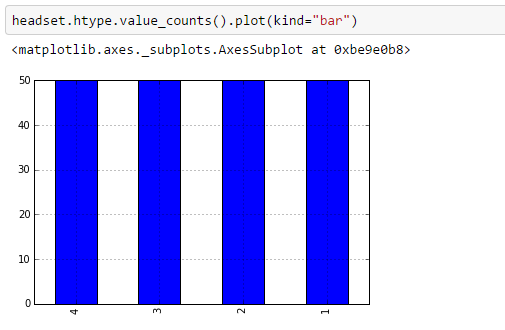 headset.htype.value_counts().plot(kind="bar")
<matplotlib.axes._subplots.AxesSubplot at 0xbe9e0b8>
50
40
30
20
10
0
4 3 2 1